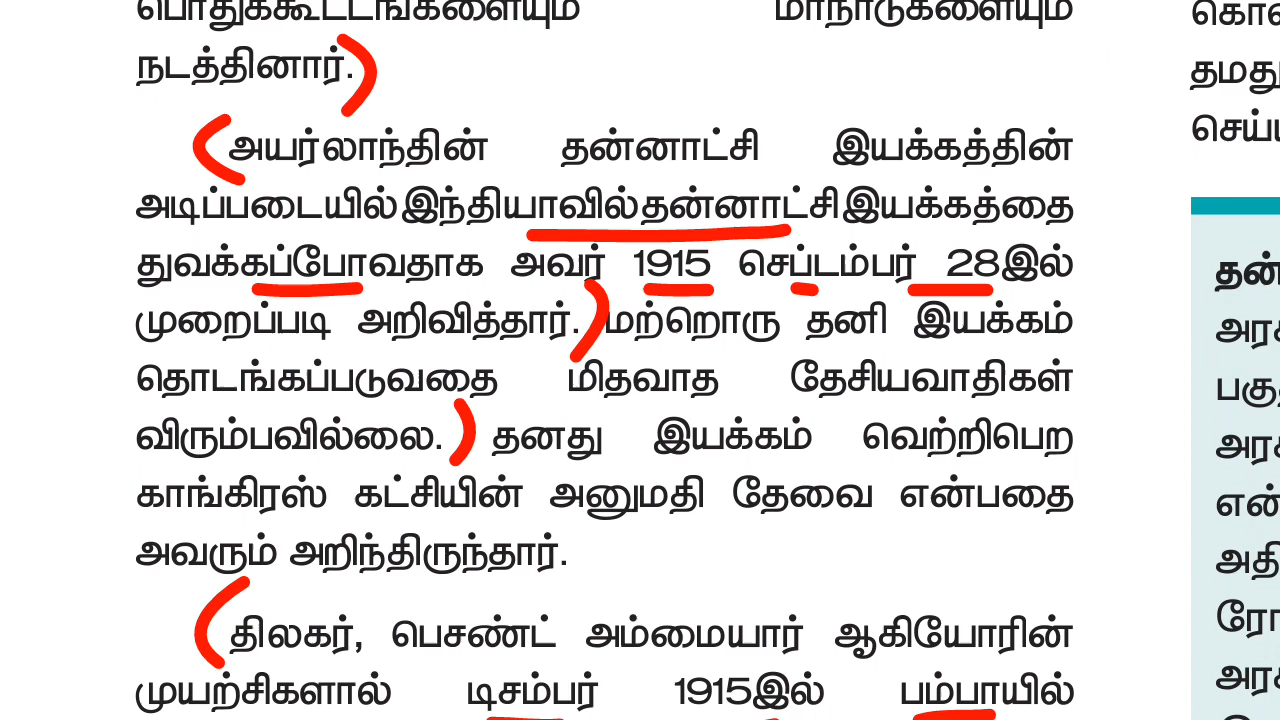 பொதுக்கூட்டங்களையும் மாநாடுகளையும்
நடத்தினார்.
அயர்லாந்தின் தன்னாட்சி இயக்கத்தின்
அடிப்படையில் இந்தியாவில் தன்னாட்சி இயக்கத்தை
துவக்கப்போவதாக அவர் 1915 செப்டம்பர் 28இல்
முறைப்படி அறிவித்தார். மற்றொரு தனி இயக்கம்
தொடங்கப்படுவதை மிதவாத தேசியவாதிகள்
விரும்பவில்லை. தனது இயக்கம் வெற்றிபெற
காங்கிரஸ் கட்சியின் அனுமதி தேவை என்பதை
அவரும் அறிந்திருந்தார்.
திலகர், பெசண்ட் அம்மையார் ஆகியோரின்
முயற்சிகளால் டிசம்பர் 1915இல் பம்பாயில்
தமது